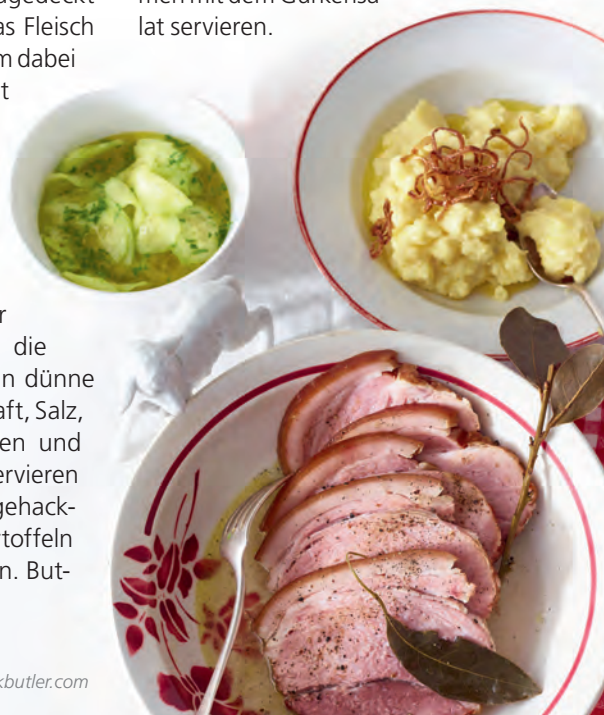 gedeckt
as Fleisch
m dabei
t
r
die
n dünne
aft, Salz,
en und
ervieren
gehack-
toffeln
n. But-
kbutler.com
men mit dem Gurkensa
lat servieren.